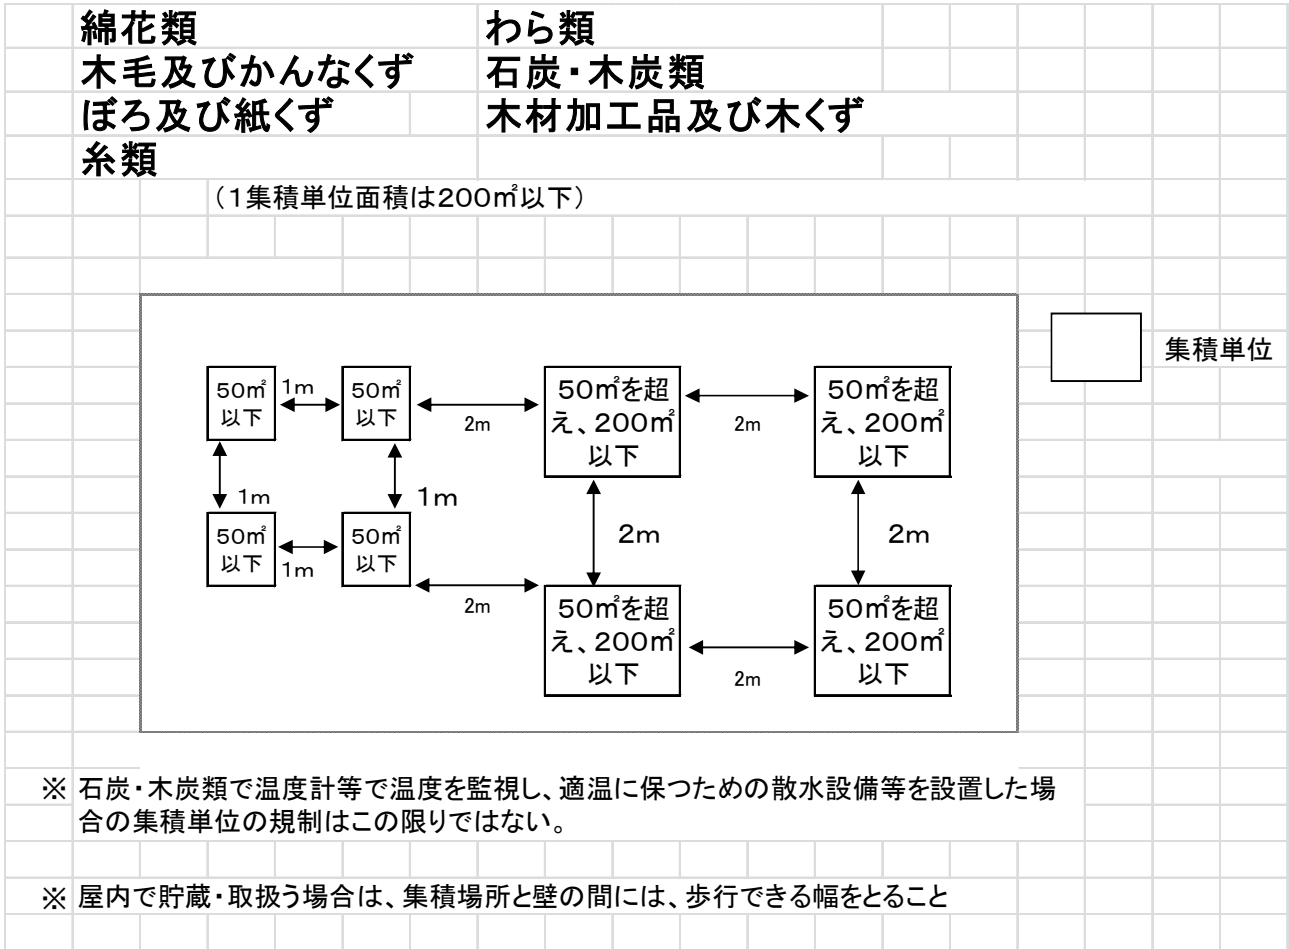 綿花類 わら類
木毛及びかんなくず 石炭・木炭類
ぼろ及び紙くず 木材加工品及び木くず
糸類
（１集積単位面積は２００㎡以下）
集積単位
50㎡
以下
1m
50㎡
以下
2m
50㎡を超
え、200㎡
以下
2m
50㎡を超
え、200㎡
以下
1m
1m
2m
2m
50㎡
以下
1m
50㎡
以下
2m
50㎡を超
え、200㎡
以下
2m
50㎡を超
え、200㎡
以下
※ 石炭・木炭類で温度計等で温度を監視し、適温に保つための散水設備等を設置した場
合の集積単位の規制はこの限りではない。
※ 屋内で貯蔵・取扱う場合は、集積場所と壁の間には、歩行できる幅をとること